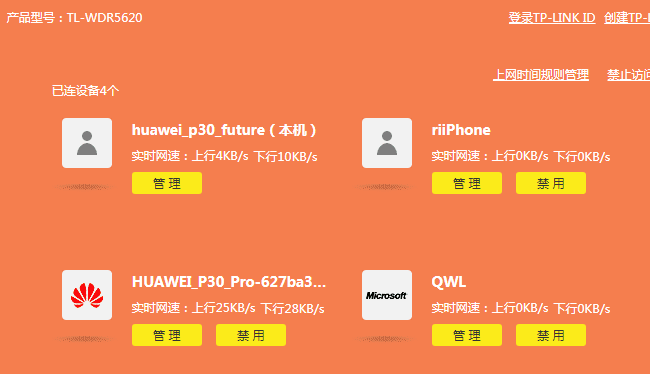 产品型号：TL-WDR5620 登录TP-LINK ID 创建TP-
上网时间规则管理 禁止访问
已连设备4个
huawei_p30_future（本机） riiPhone
实时网速：上行4KB/s 下行10KB/s 实时网速：上行0KB/s 下行0KB/s
管 理 管 理 禁 用
HUAWEI_P30_Pro-627ba3... QWL
Microsoft
实时网速：上行25KB/s 下行28KB/s 实时网速：上行0KB/s 下行0KB/s
管 理 禁 用 管 理 禁 用